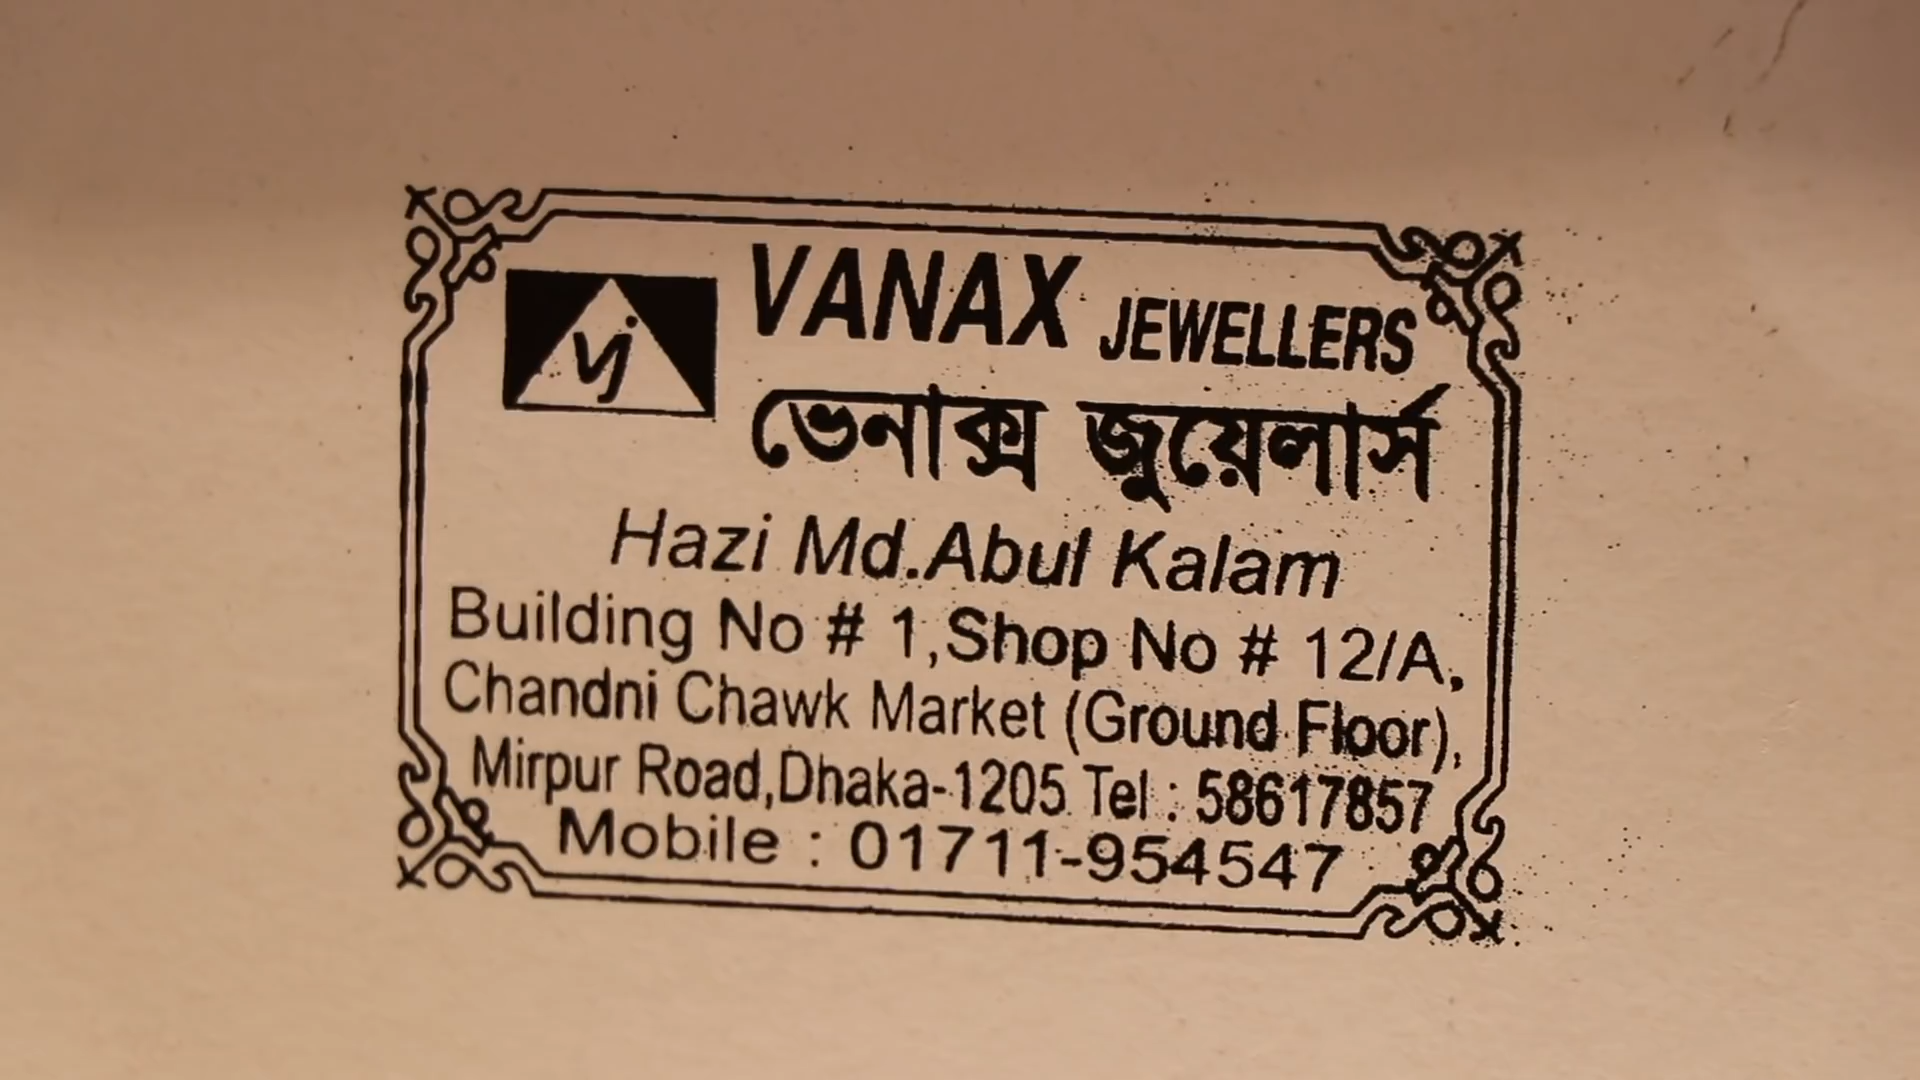 vj
VANAX JEWELLERS
ভেনাক্স জুয়েলার্স
Hazi Md.Abul Kalam
Building No # 1,Shop No # 12/A,
Chandni Chawk Market (Ground Floor),
Mirpur Road,Dhaka-1205 Tel : 58617857
Mobile : 01711-954547